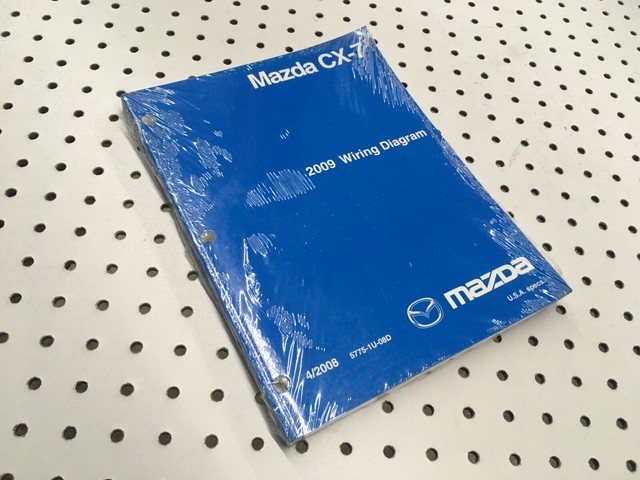 Mazda CX-7
2009 Wiring Diagram
mazda
U.S.A. specs.
4/2008 5775-1U-08D